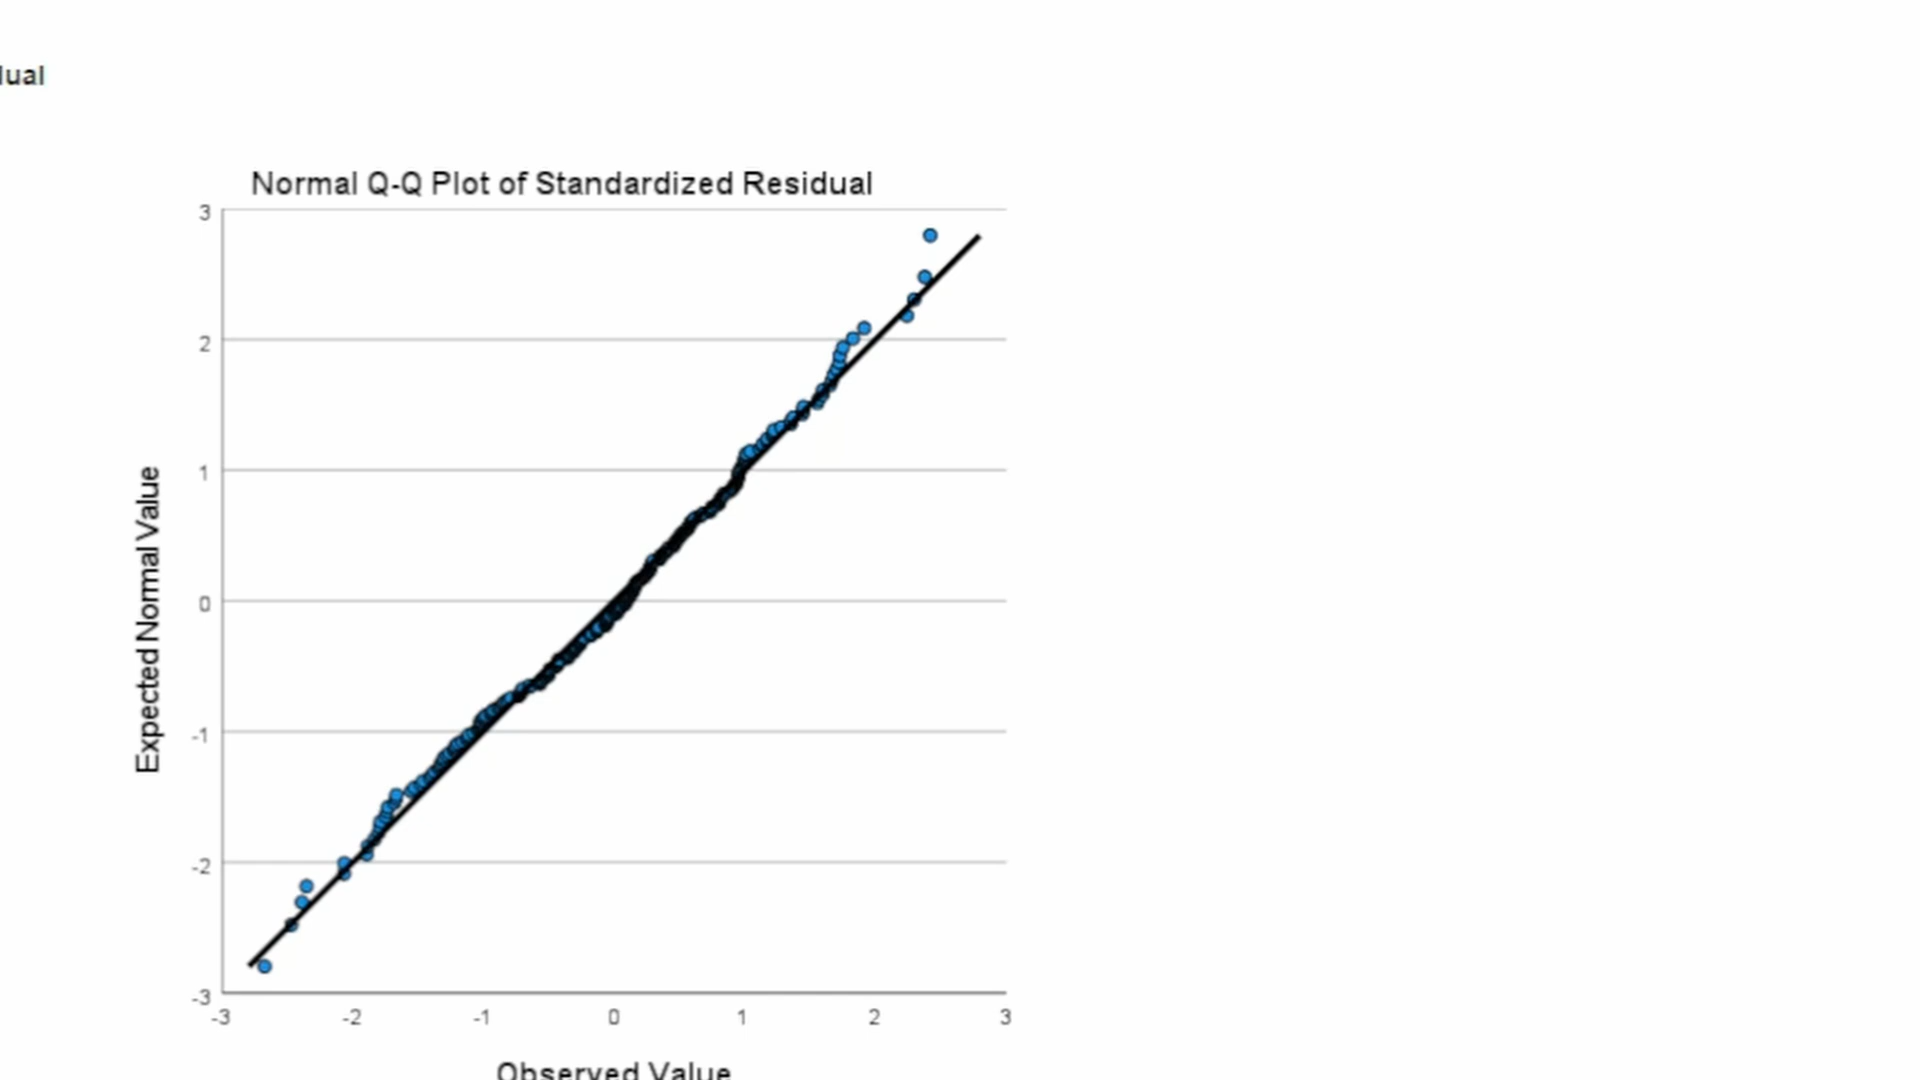 lual
Normal Q-Q Plot of Standardized Residual
3
2
1
0
-1
-2
-3
Expected Normal Value
-3 -2 -1 0 1 2 3
Observed Value